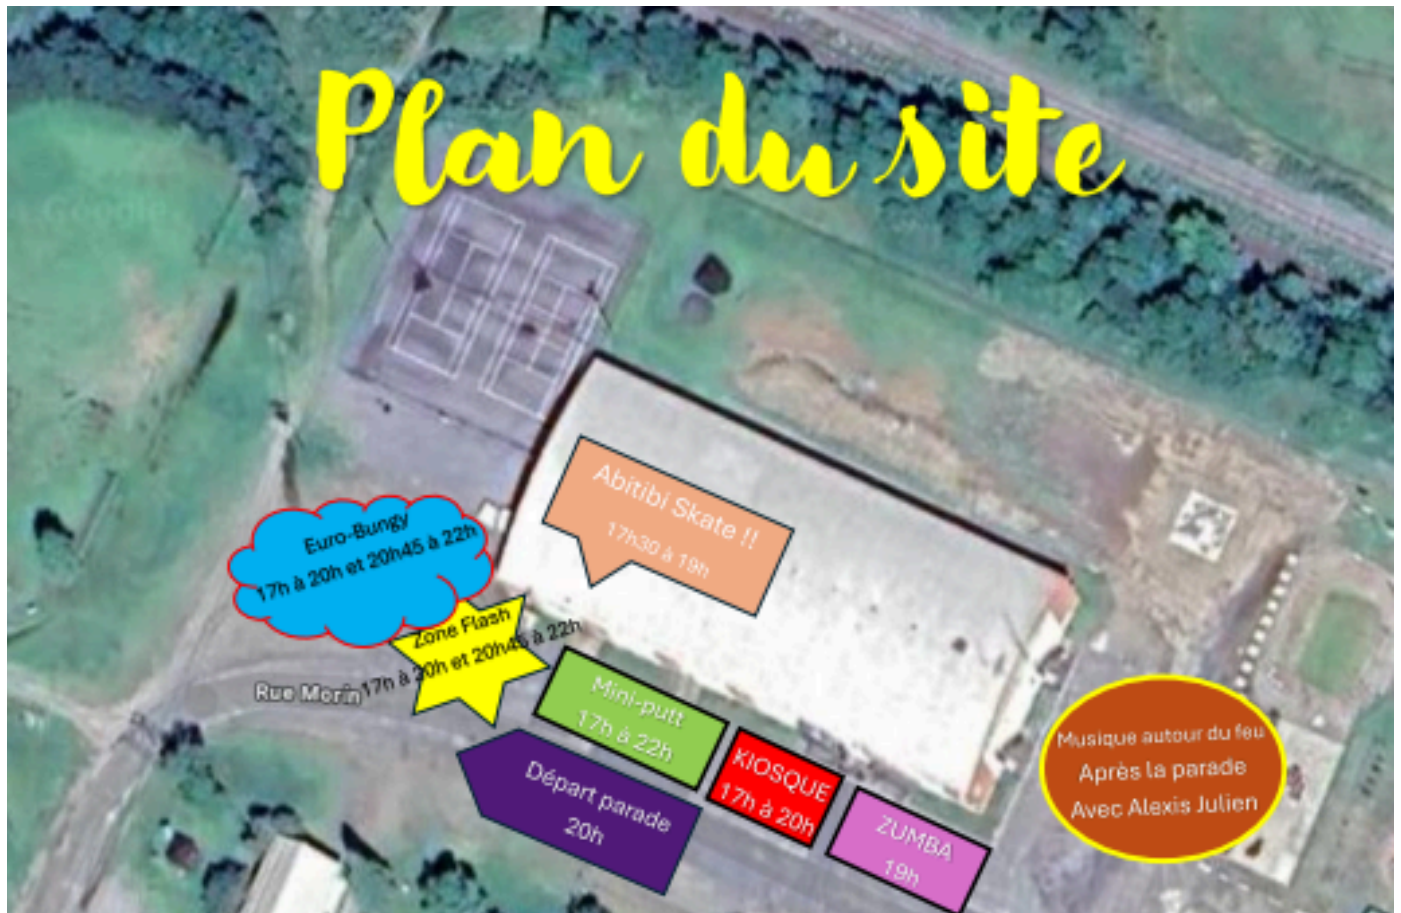 Plan du site
Google
Abitibi Skate !!
17h30 à 19h
Euro-Bungy
17h à 20h et 20h45 à 22h
Zone Flash
17h à 20h et 20h45 à 22h
Rue Morin
Mini-putt
17h à 22h
Départ parade
20h
KIOSQUE
17h à 20h
ZUMBA
19h
Musique autour du feu
Après la parade
Avec Alexis Julien